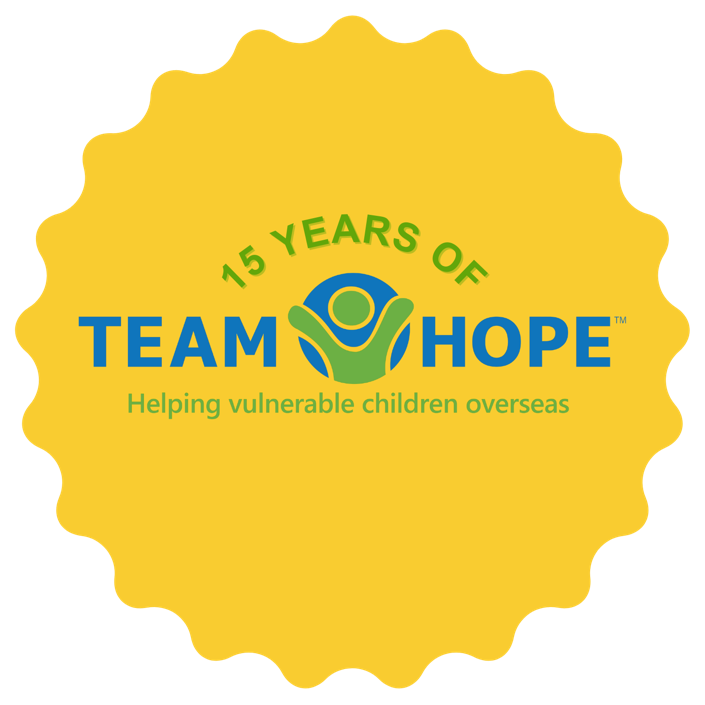 15 YEARS OF
TEAM HOPE™
Helping vulnerable children overseas